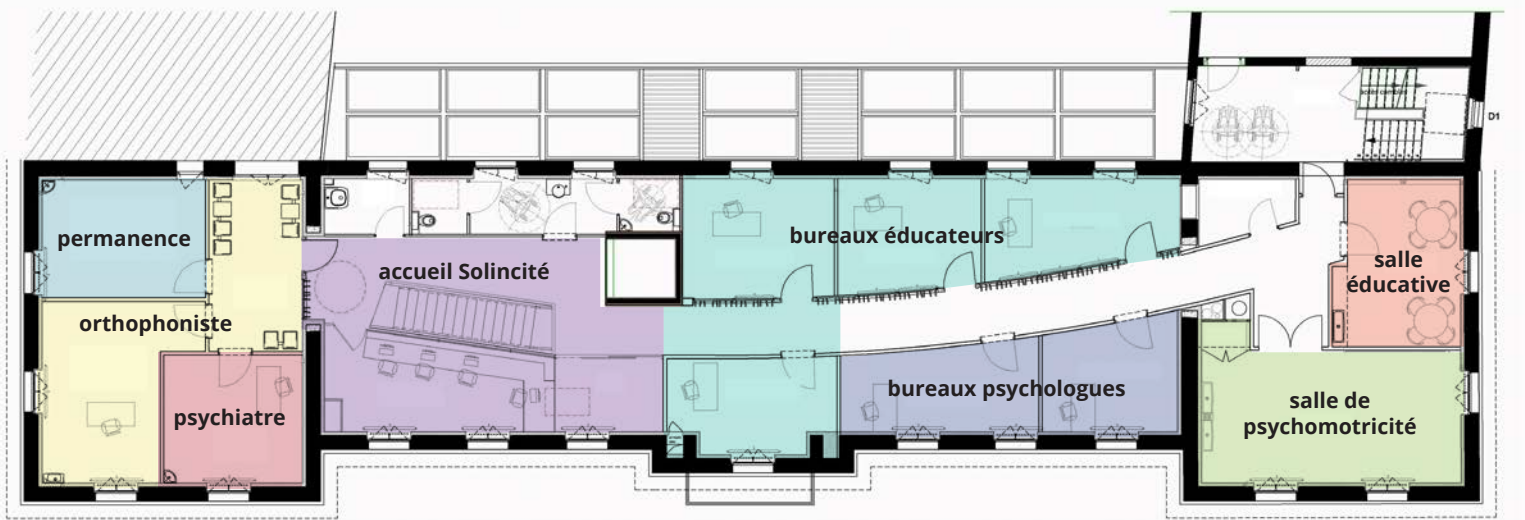 D1
permanence
bureaux éducateurs
accueil Solincité
salle
éducative
orthophoniste
psychiatre
bureaux psychologues
salle de
psychomotricité